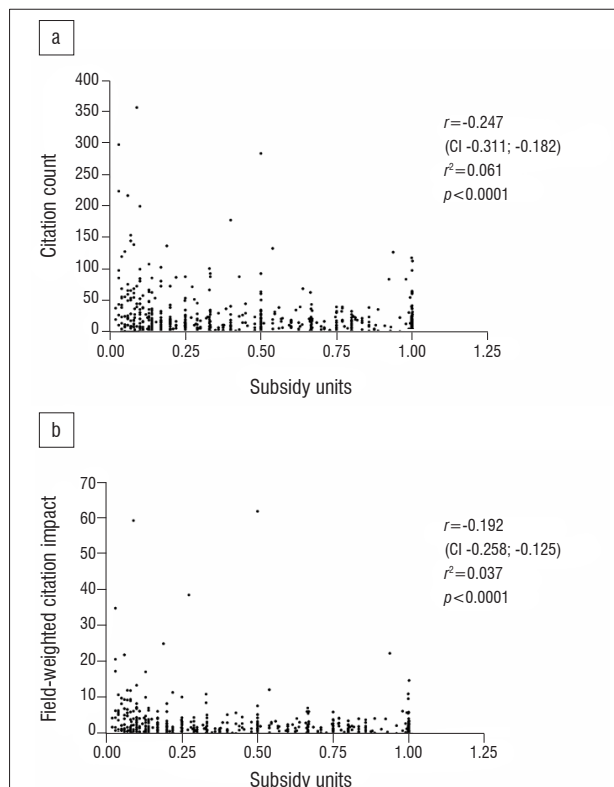 a
400
350
300
250
200
150
100
50
0
Citation count
0.00 0.25 0.50 0.75 1.00 1.25
Subsidy units
r=-0.247
(CI -0.311; -0.182)
r²=0.061
p<0.0001
b
70
60
50
40
30
20
10
0
Field-weighted citation impact
0.00 0.25 0.50 0.75 1.00 1.25
Subsidy units
r=-0.192
(CI -0.258; -0.125)
r²=0.037
p<0.0001